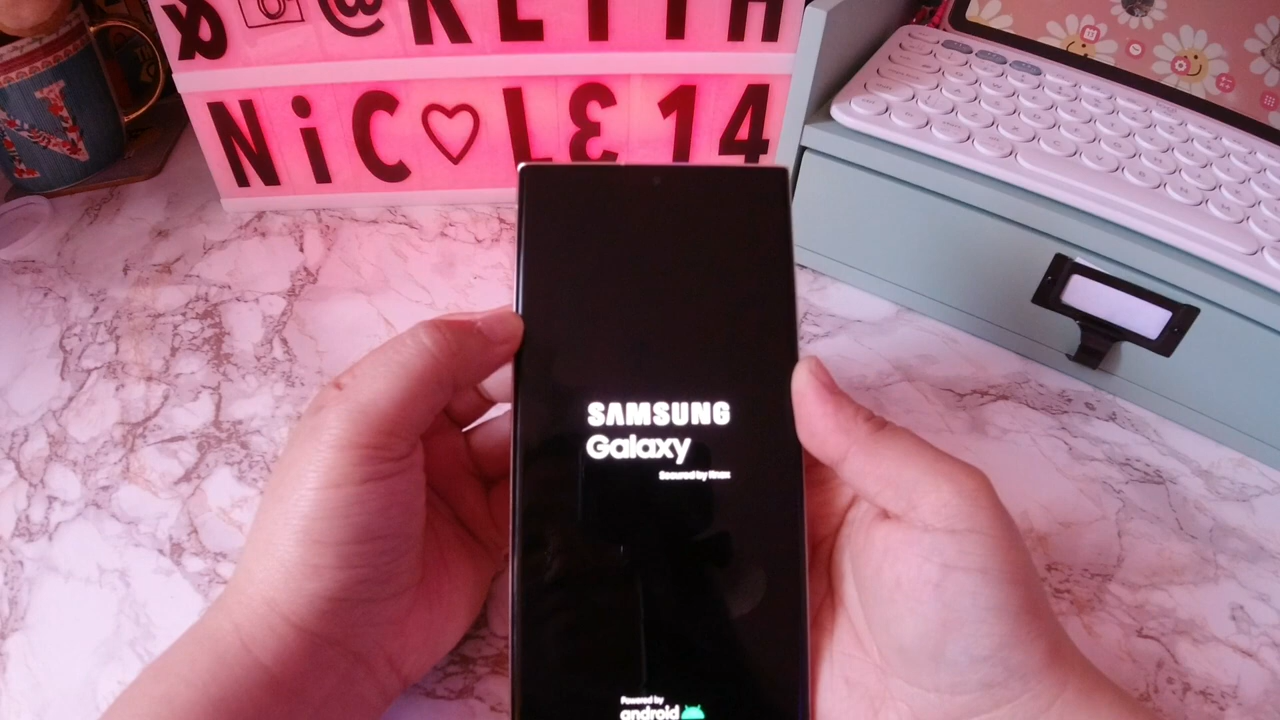 & @KEITH
NiC♡LE14
SAMSUNG
Galaxy
Secured by Knox
Powered by
android
N